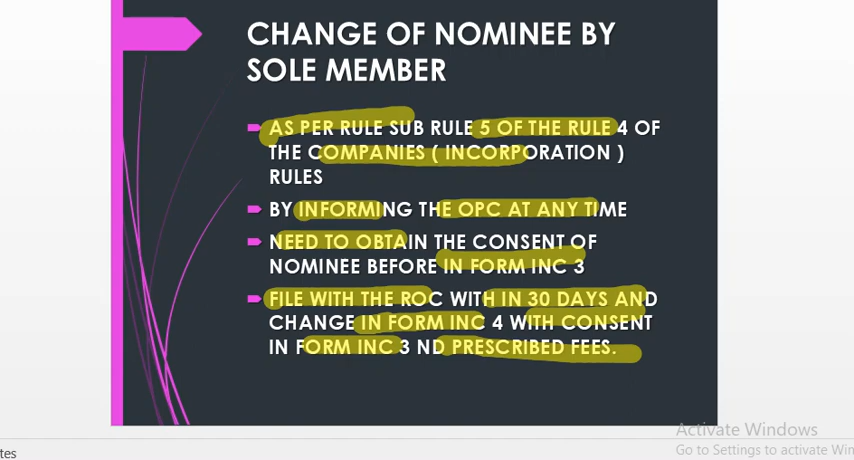 CHANGE OF NOMINEE BY
SOLE MEMBER
AS PER RULE SUB RULE 5 OF THE RULE 4 OF
THE COMPANIES ( INCORPORATION )
RULES
BY INFORMING THE OPC AT ANY TIME
NEED TO OBTAIN THE CONSENT OF
NOMINEE BEFORE IN FORM INC 3
FILE WITH THE ROC WITH IN 30 DAYS AND
CHANGE IN FORM INC 4 WITH CONSENT
IN FORM INC 3 ND PRESCRIBED FEES.
Activate Windows
Go to Settings to activate Win
tes